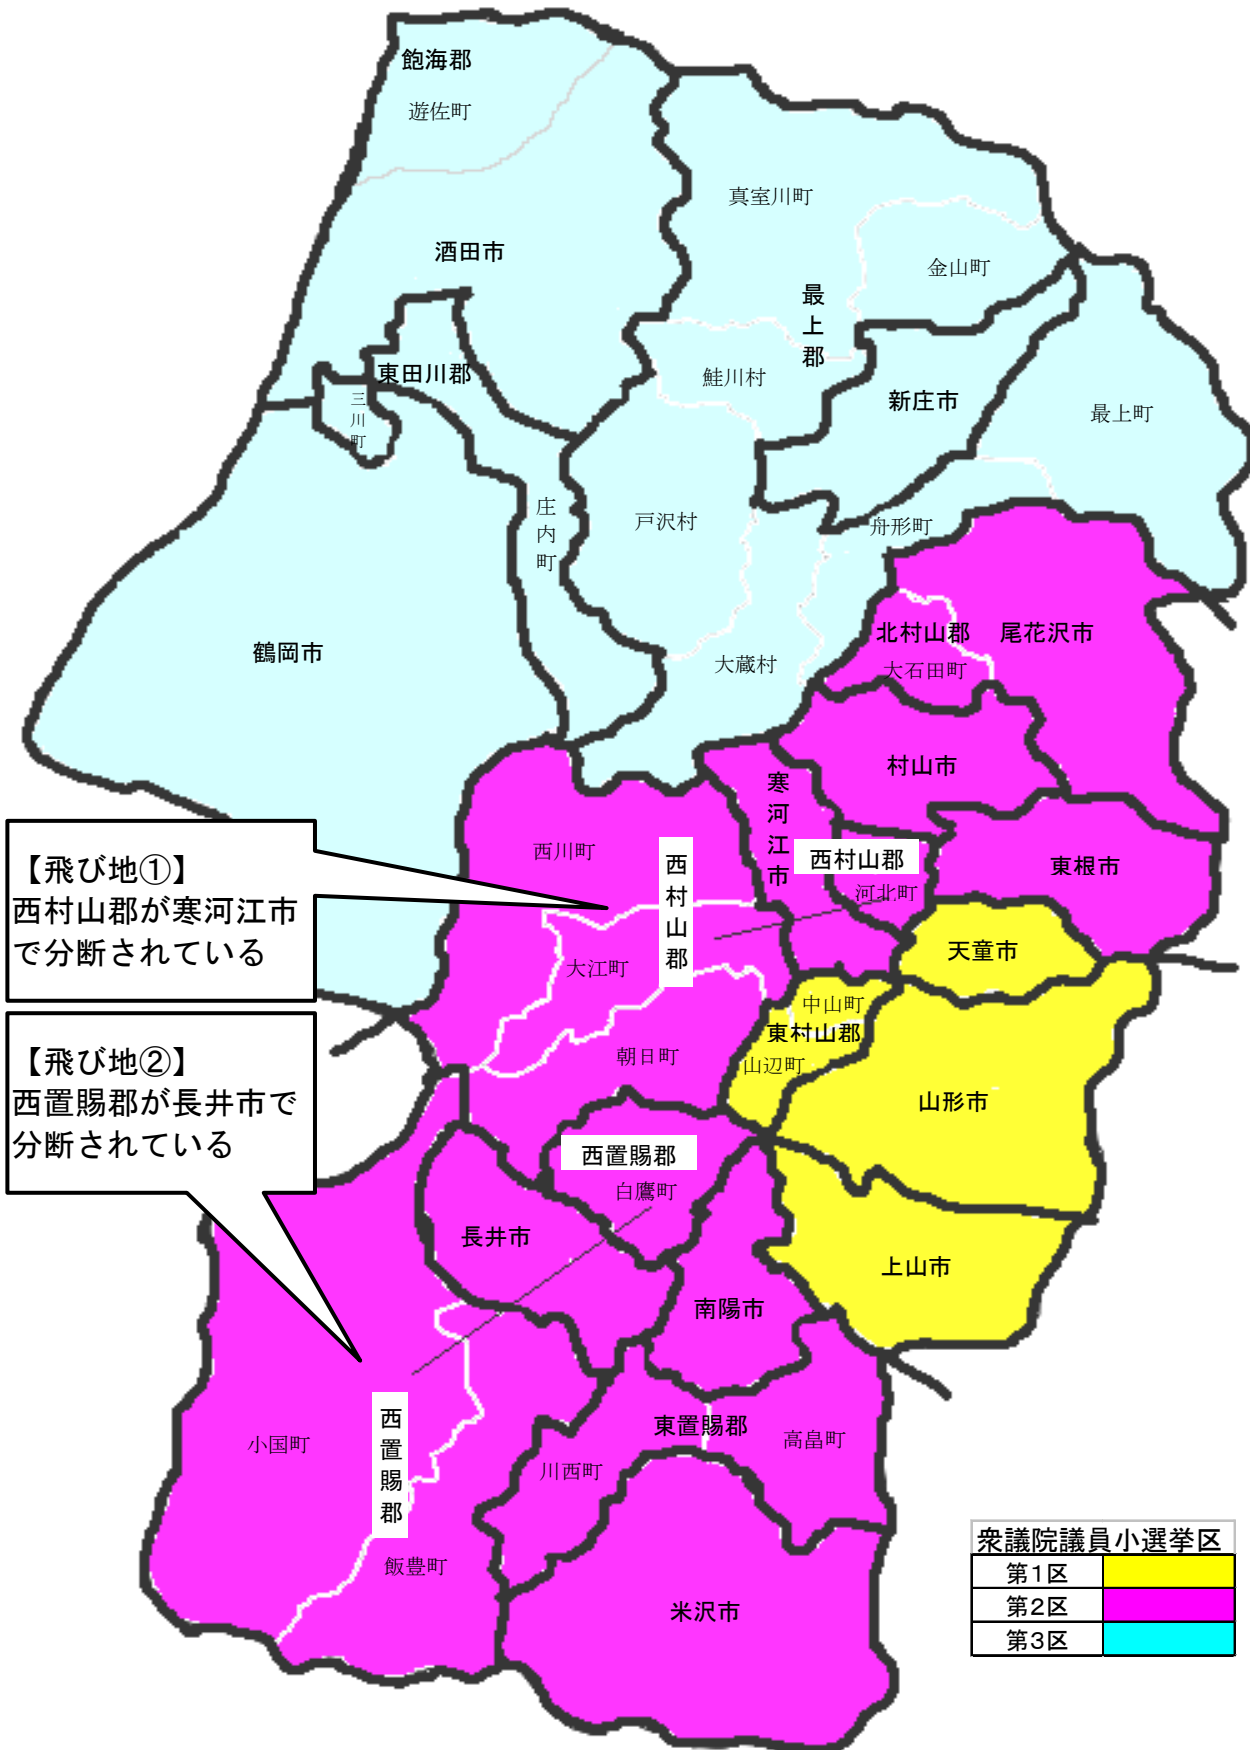 飽海郡
遊佐町
真室川町
酒田市
金山町
最上郡
東田川郡
鮭川村
三川町
新庄市
最上町
庄内町
戸沢村
舟形町
鶴岡市
大蔵村
北村山郡
尾花沢市
大石田町
村山市
寒河江市
【飛び地①】
西村山郡が寒河江市
で分断されている
西川町
西村山郡
西村山郡
河北町
東根市
天童市
大江町
中山町
東村山郡
山辺町
朝日町
山形市
【飛び地②】
西置賜郡が長井市で
分断されている
西置賜郡
白鷹町
長井市
上山市
南陽市
西置賜郡
小国町
東置賜郡
高畠町
川西町
飯豊町
米沢市
衆議院議員小選挙区
第1区
第2区
第3区